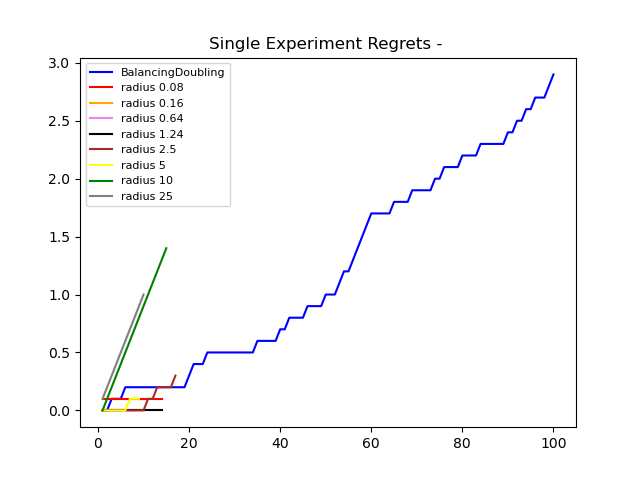 Single Experiment Regrets -
3.0
2.5
2.0
1.5
1.0
0.5
0.0
BalancingDoubling
radius 0.08
radius 0.16
radius 0.64
radius 1.24
radius 2.5
radius 5
radius 10
radius 25
0 20 40 60 80 100